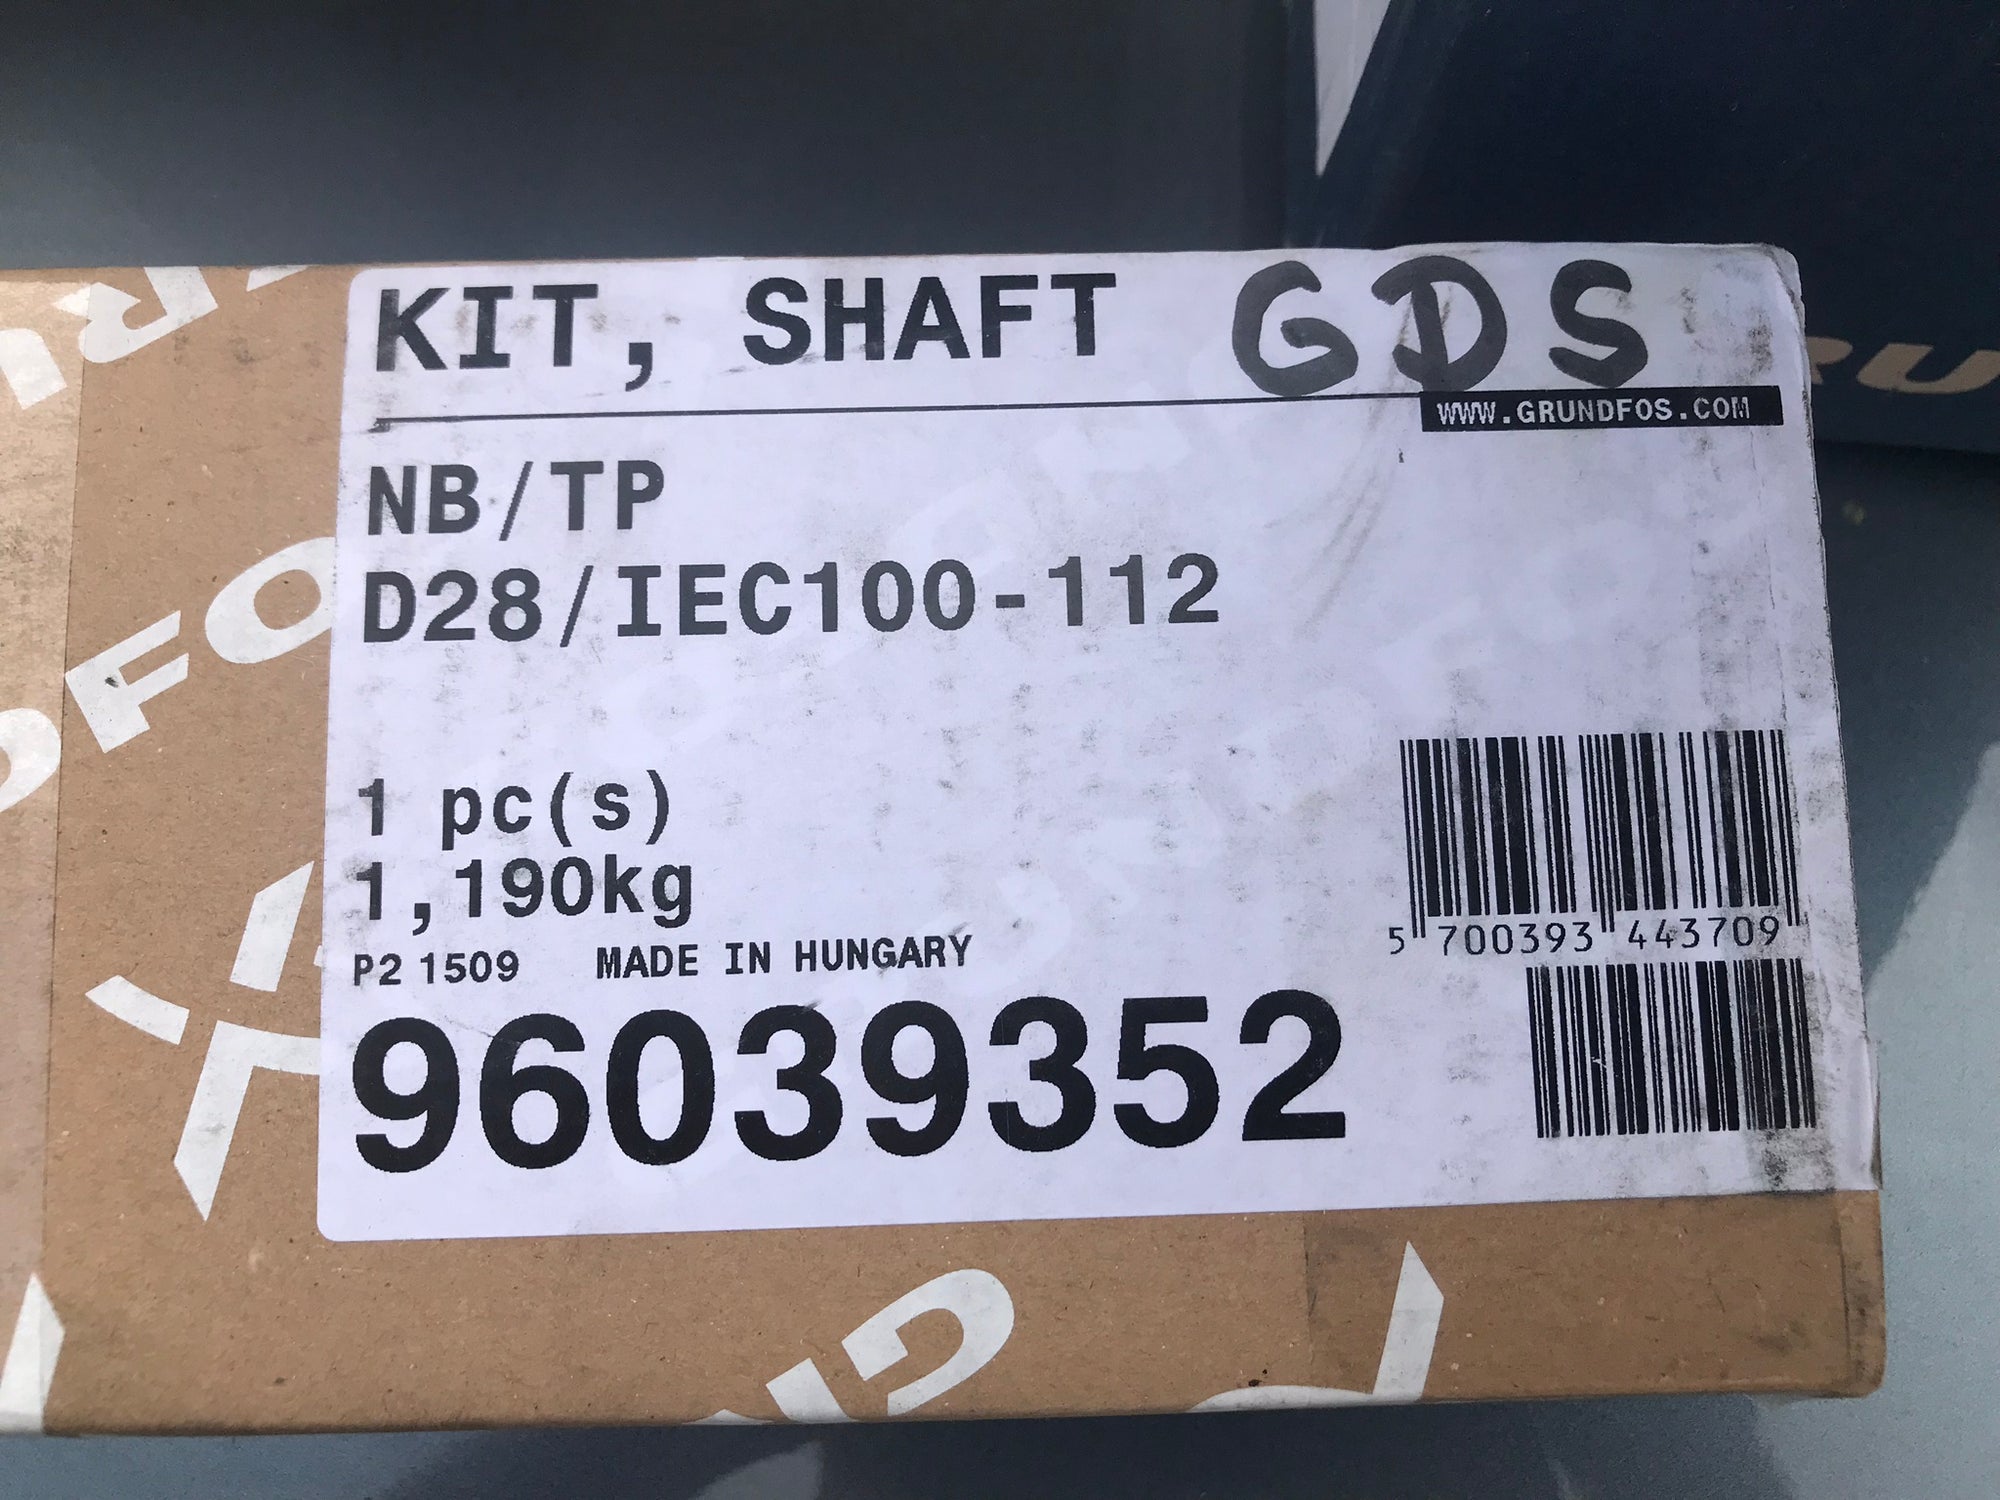 KIT, SHAFT GDS
WWW.GRUNDFOS.COM
NB/TP
D28/IEC100-112
1 pc(s)
1,190kg
P2 1509 MADE IN HUNGARY
5 700393 443709
96039352